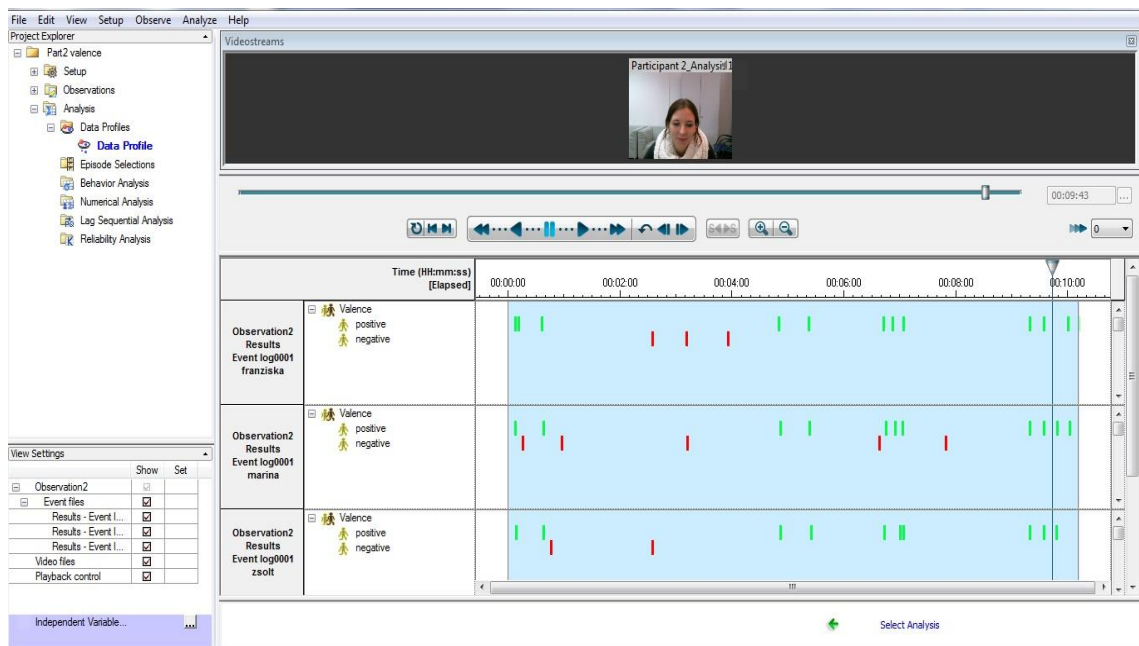 File Edit View Setup Observe Analyze Help
Project Explorer
Part2 valence
Setup
Observations
Analysis
Data Profiles
Data Profile
Episode Selections
Behavior Analysis
Numerical Analysis
Lag Sequential Analysis
Reliability Analysis
View Settings
Show Set
Observation2
Event files
Results - Event l...
Results - Event l...
Results - Event l...
Video files
Playback control
Independent Variable... ...
Videostreams
Participant 2_Analysis
00:09:43 ...
0
Time (HH:mm:ss)
[Elapsed]
00:00:00 00:02:00 00:04:00 00:06:00 00:08:00 00:10:00
Observation2
Results
Event log0001
franziska
Valence
positive
negative
Observation2
Results
Event log0001
marina
Valence
positive
negative
Observation2
Results
Event log0001
zsolt
Valence
positive
negative
Select Analysis